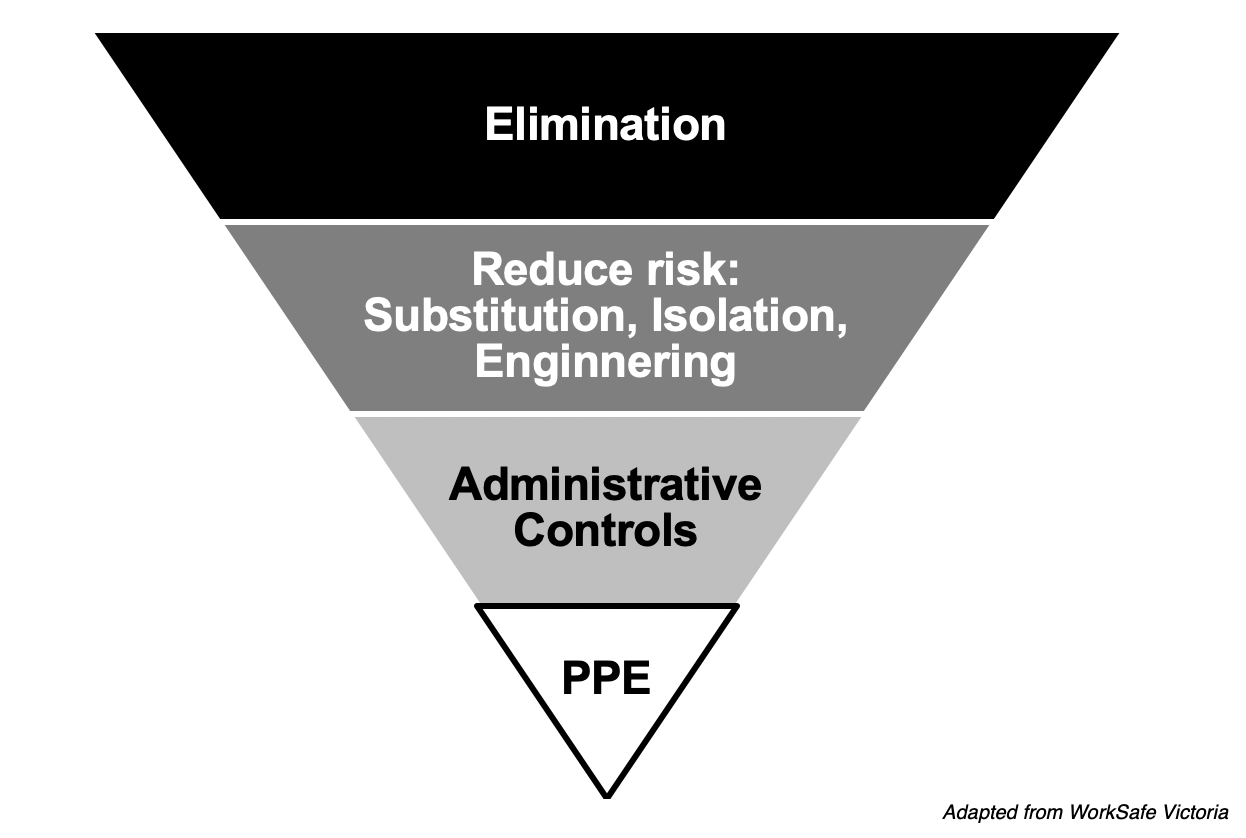 Elimination
Reduce risk:
Substitution, Isolation,
Enginnering
Administrative
Controls
PPE
Adapted from WorkSafe Victoria